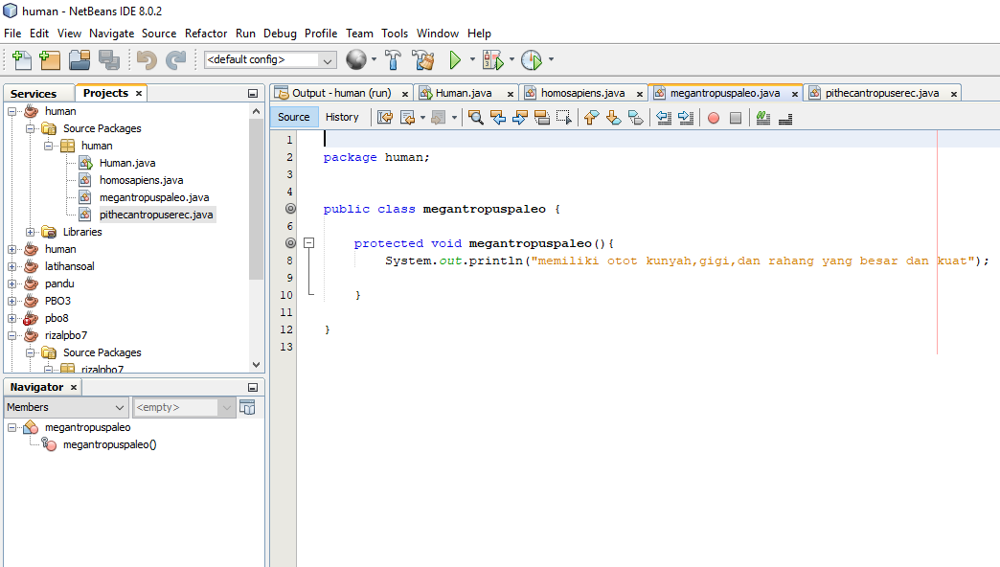 human - NetBeans IDE 8.0.2
File Edit View Navigate Source Refactor Run Debug Profile Team Tools Window Help
<default config>
Services Projects
human
Source Packages
human
Human.java
homosapiens.java
megantropuspaleo.java
pithecantropuserec.java
Libraries
human
latihansoal
pandu
PBO3
pbo8
rizalpbo7
Source Packages
rizalpbo7
Navigator
Members <empty>
megantropuspaleo
megantropuspaleo()
Output - human (run) Human.java homosapiens.java megantropuspaleo.java pithecantropuserec.java
Source History
1
2 package human;
3
4
public class megantropuspaleo {
6
protected void megantropuspaleo(){
8 System.out.println("memiliki otot kunyah,gigi,dan rahang yang besar dan kuat");
9
10 }
11
12 }
13